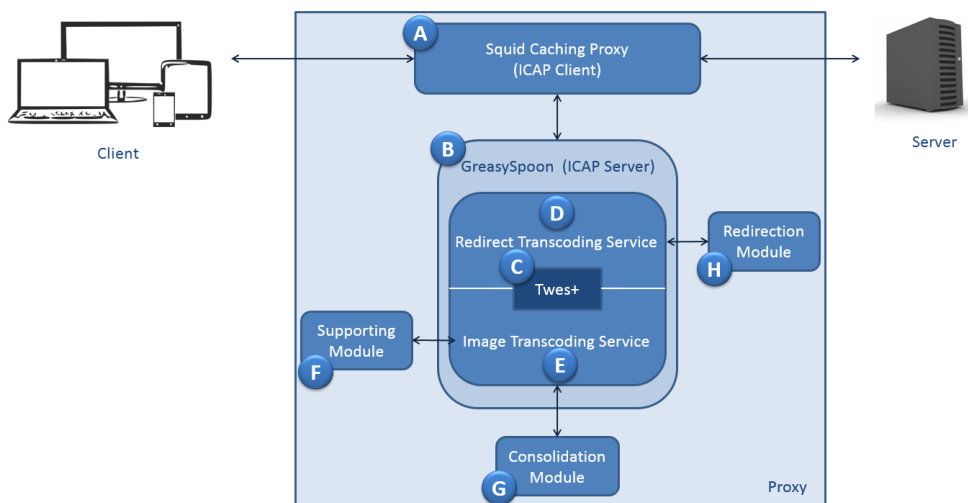 A
Squid Caching Proxy
(ICAP Client)
Client
Server
B
GreasySpoon (ICAP Server)
D
Redirect Transcoding Service
Redirection
Module
H
C
Twes+
Supporting
Module
F
Image Transcoding Service
E
Consolidation
Module
G
Proxy